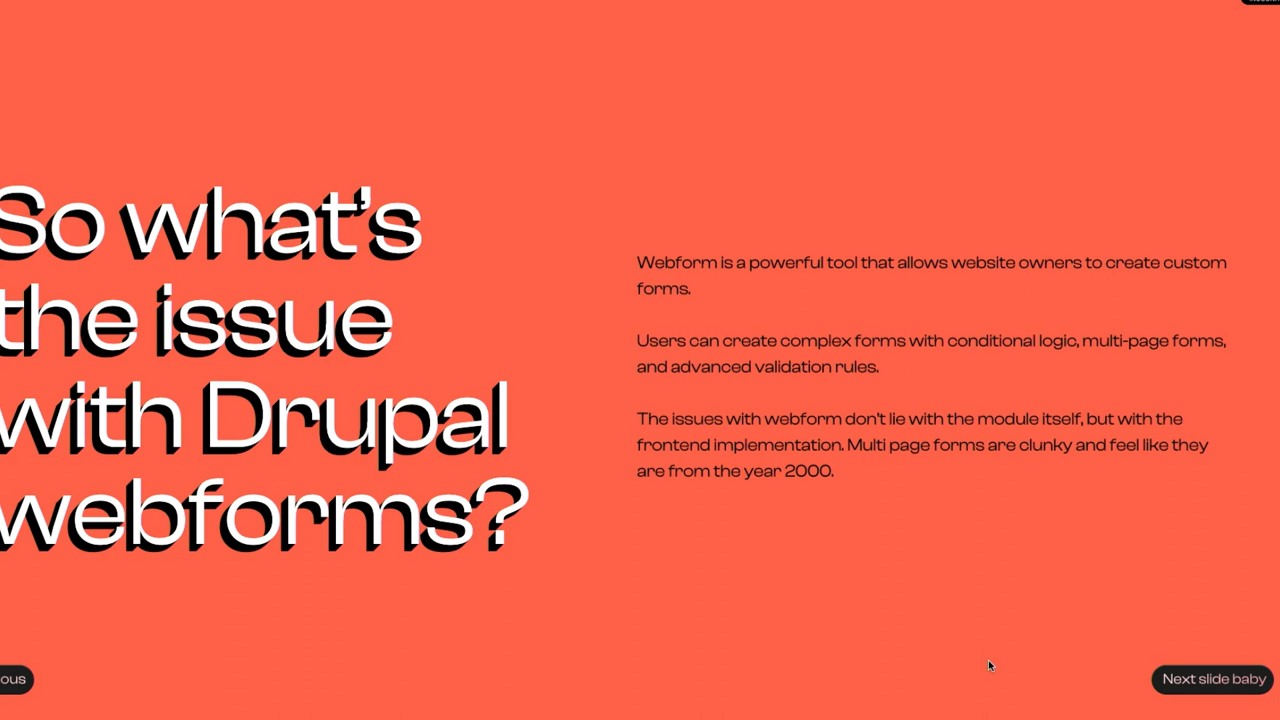 So what's
the issue
with Drupal
webforms?
Webform is a powerful tool that allows website owners to create custom
forms.
Users can create complex forms with conditional logic, multi-page forms,
and advanced validation rules.
The issues with webform don't lie with the module itself, but with the
frontend implementation. Multi page forms are clunky and feel like they
are from the year 2000.
ous
Next slide baby